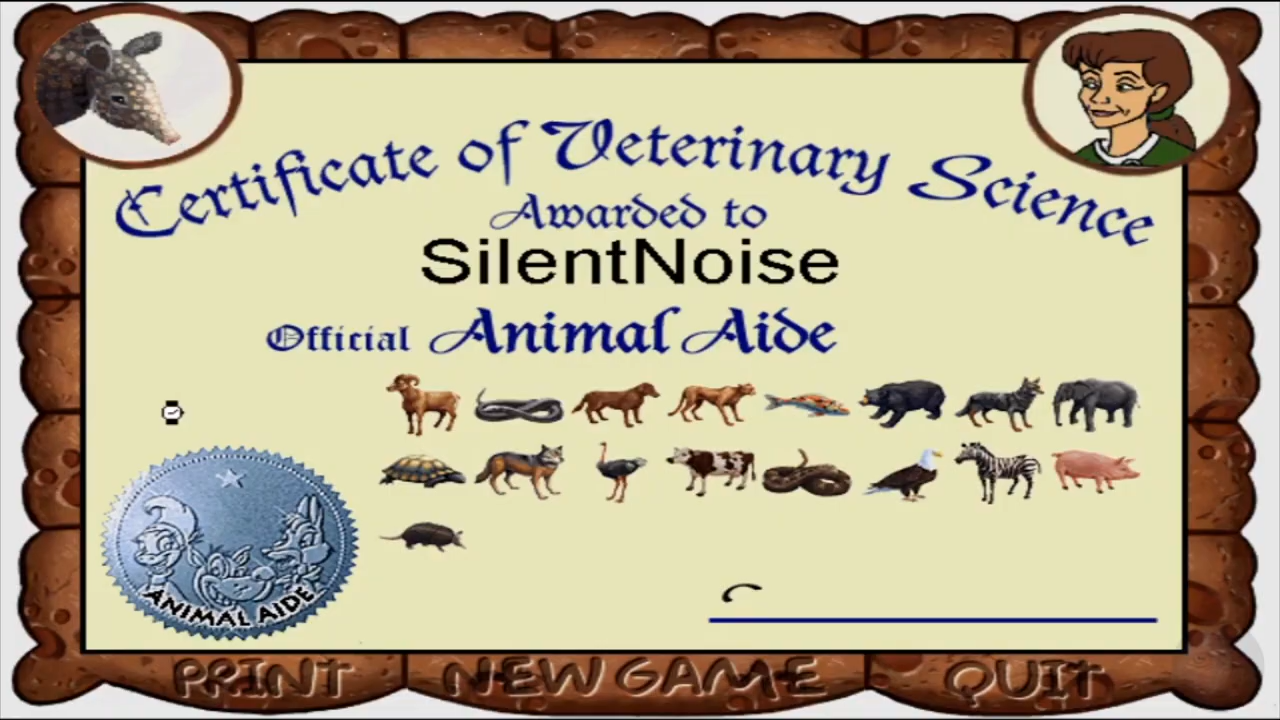 Certificate of Veterinary Science
Awarded to
SilentNoise
Official Animal Aide
ANIMAL AIDE
PRINT NEW GAME QUIT